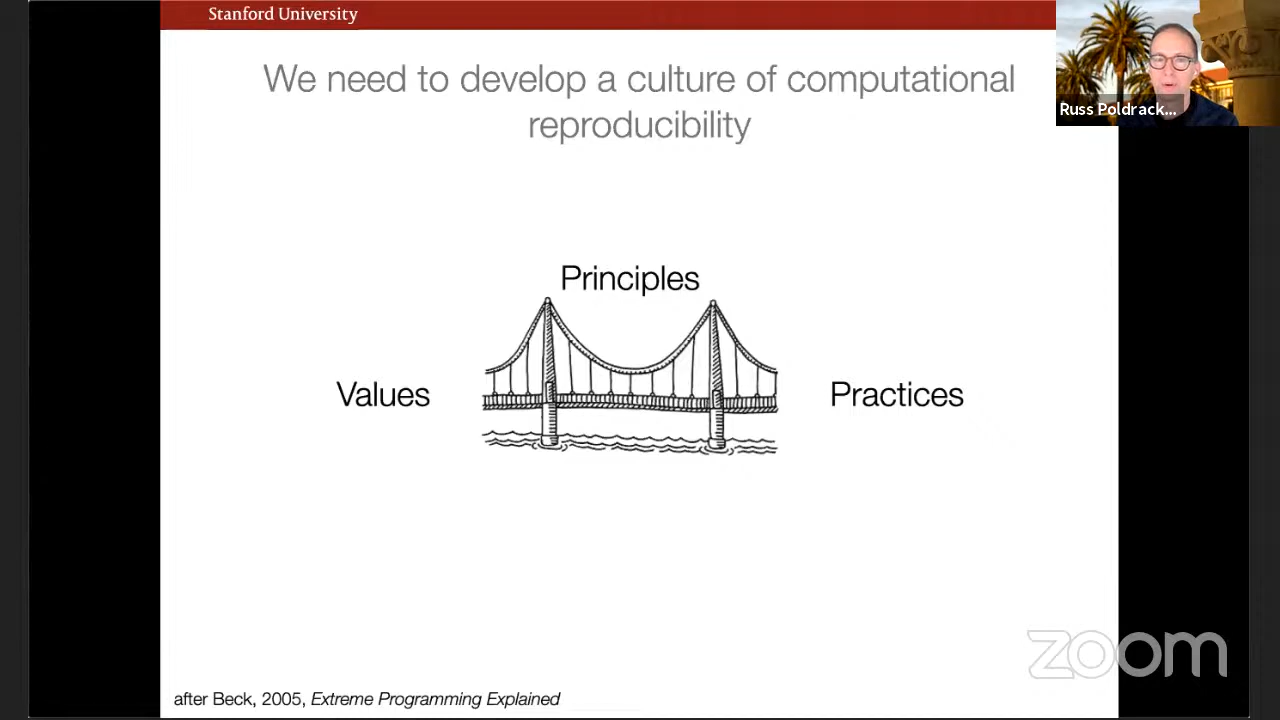 Stanford University
We need to develop a culture of computational
reproducibility
Russ Poldrack...
Principles
Values
Practices
zoom
after Beck, 2005, Extreme Programming Explained